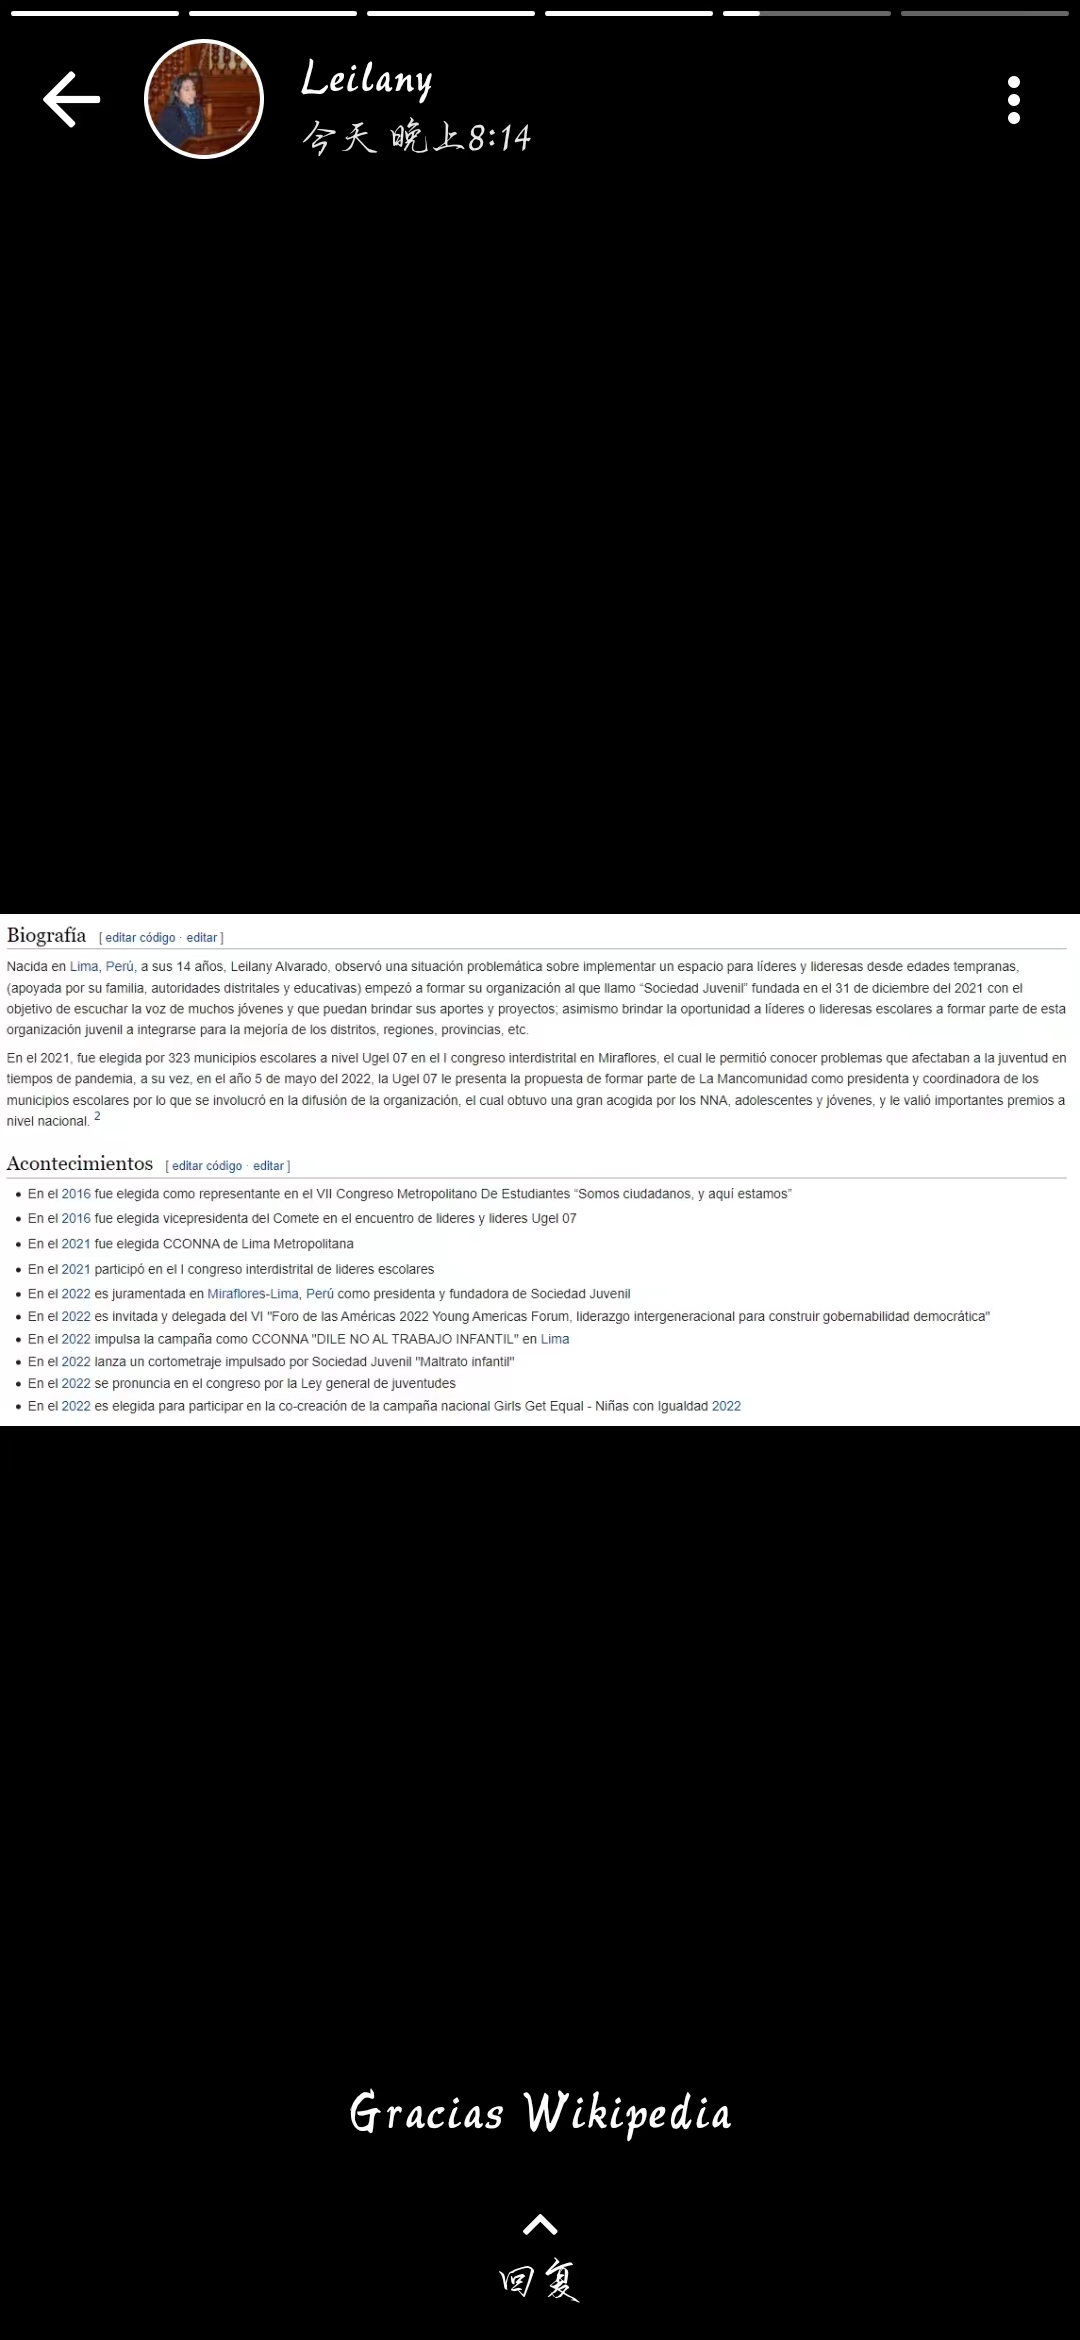 Leilany
今天 晚上8:14
Biografía [ editar código · editar ]
Nacida en Lima, Perú, a sus 14 años, Leilany Alvarado, observó una situación problemática sobre implementar un espacio para líderes y lideresas desde edades tempranas,
(apoyada por su familia, autoridades distritales y educativas) empezó a formar su organización al que llamo “Sociedad Juvenil” fundada en el 31 de diciembre del 2021 con el
objetivo de escuchar la voz de muchos jóvenes y que puedan brindar sus aportes y proyectos; asimismo brindar la oportunidad a líderes o lideresas escolares a formar parte de esta
organización juvenil a integrarse para la mejoría de los distritos, regiones, provincias, etc.
En el 2021, fue elegida por 323 municipios escolares a nivel Ugel 07 en el I congreso interdistrital en Miraflores, el cual le permitió conocer problemas que afectaban a la juventud en
tiempos de pandemia, a su vez, en el año 5 de mayo del 2022, la Ugel 07 le presenta la propuesta de formar parte de La Mancomunidad como presidenta y coordinadora de los
municipios escolares por lo que se involucró en la difusión de la organización, el cual obtuvo una gran acogida por los NNA, adolescentes y jóvenes, y le valió importantes premios a
nivel nacional. 2
Acontecimientos [ editar código · editar ]
• En el 2016 fue elegida como representante en el VII Congreso Metropolitano De Estudiantes “Somos ciudadanos, y aquí estamos”
• En el 2016 fue elegida vicepresidenta del Comete en el encuentro de lideres y lideres Ugel 07
• En el 2021 fue elegida CCONNA de Lima Metropolitana
• En el 2021 participó en el I congreso interdistrital de lideres escolares
• En el 2022 es juramentada en Miraflores-Lima, Perú como presidenta y fundadora de Sociedad Juvenil
• En el 2022 es invitada y delegada del VI "Foro de las Américas 2022 Young Americas Forum, liderazgo intergeneracional para construir gobernabilidad democrática"
• En el 2022 impulsa la campaña como CCONNA "DILE NO AL TRABAJO INFANTIL" en Lima
• En el 2022 lanza un cortometraje impulsado por Sociedad Juvenil "Maltrato infantil"
• En el 2022 se pronuncia en el congreso por la Ley general de juventudes
• En el 2022 es elegida para participar en la co-creación de la campaña nacional Girls Get Equal - Niñas con Igualdad 2022
Gracias Wikipedia
回复